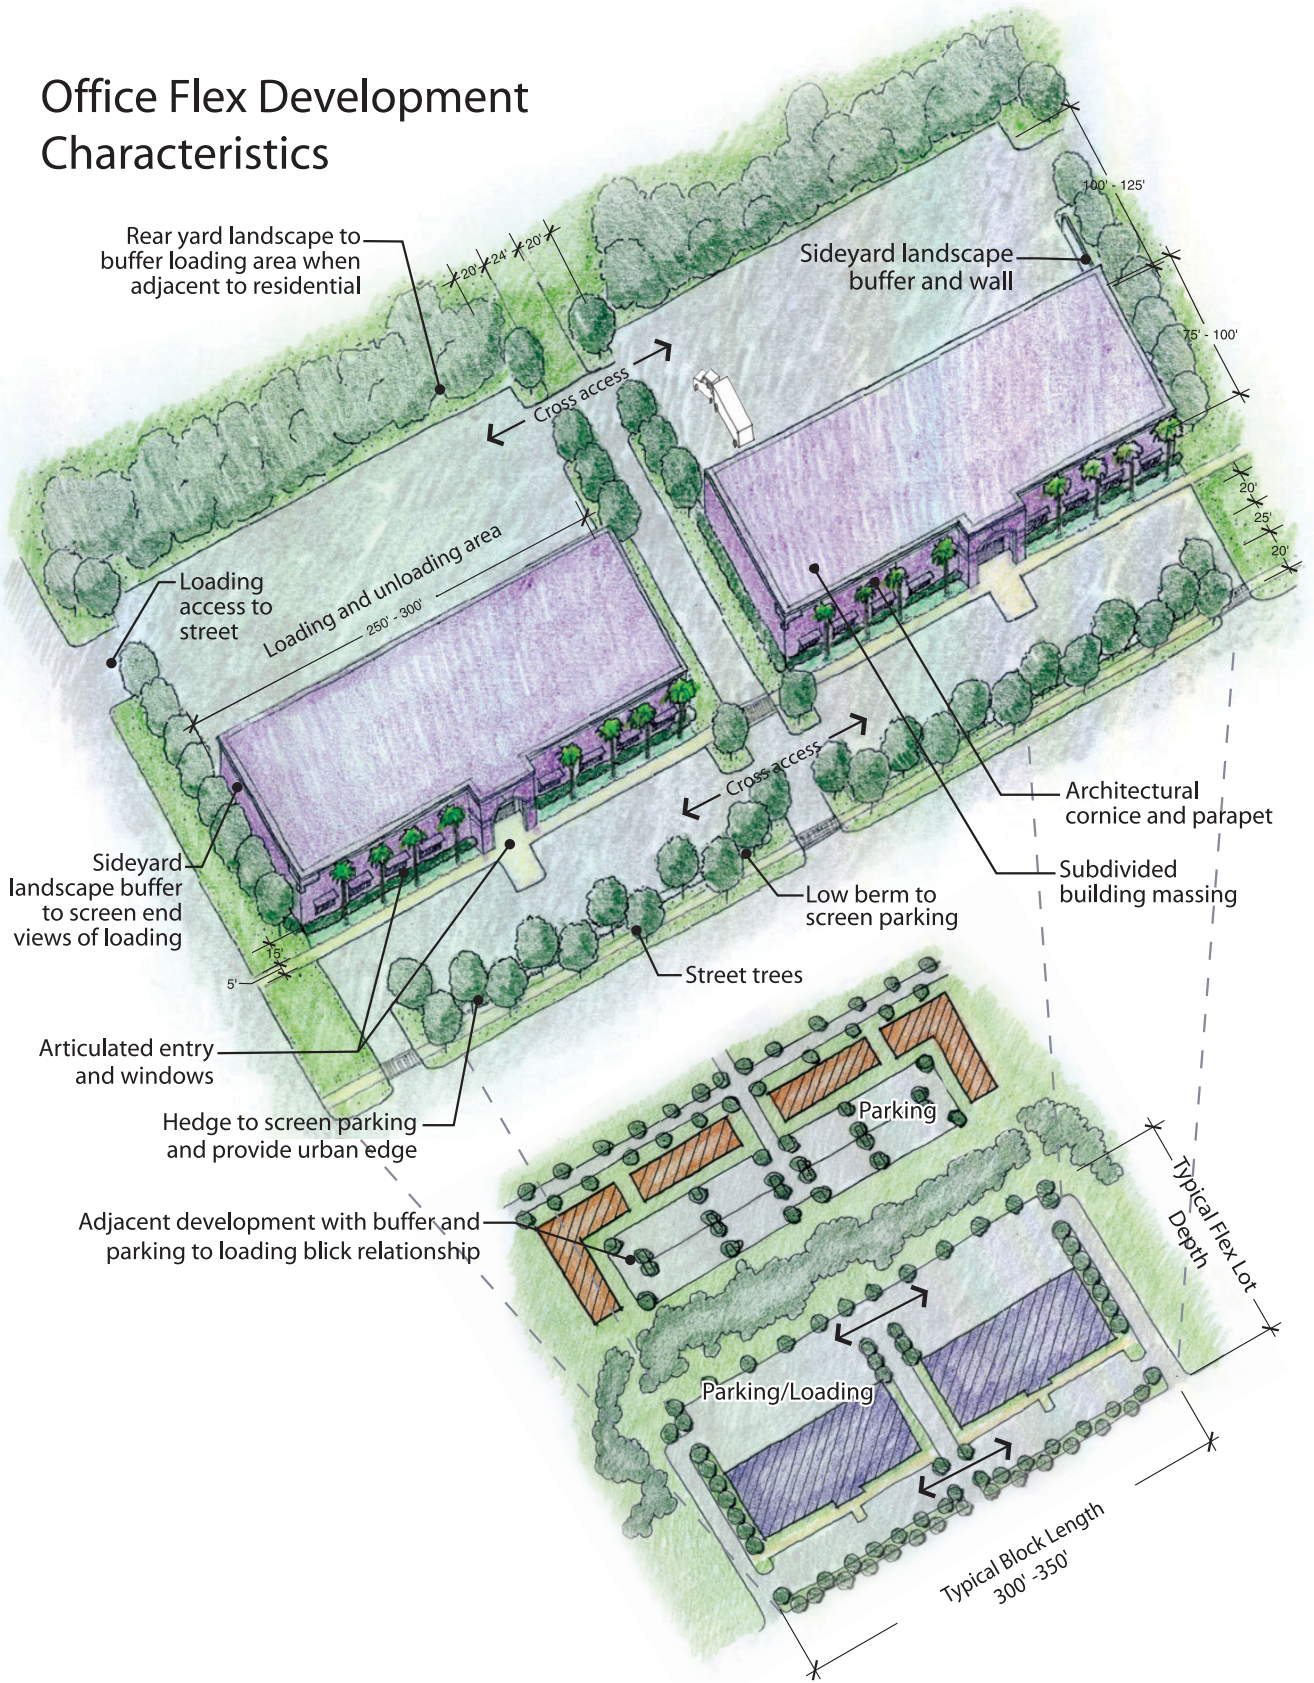 Office Flex Development
Characteristics
Rear yard landscape to
buffer loading area when
adjacent to residential
20'
24'
20'
100' - 125'
Sideyard landscape
buffer and wall
75' - 100'
Cross access
Loading and unloading area
250' - 300'
Loading
access to
street
20'
25'
20'
Cross access
Architectural
cornice and parapet
Subdivided
building massing
Sideyard
landscape buffer
to screen end
views of loading
Low berm to
screen parking
15'
5'
Street trees
Articulated entry
and windows
Hedge to screen parking
and provide urban edge
Parking
Adjacent development with buffer and
parking to loading blick relationship
Typical Flex Lot
Depth
Parking/Loading
Typical Block Length
300' -350'